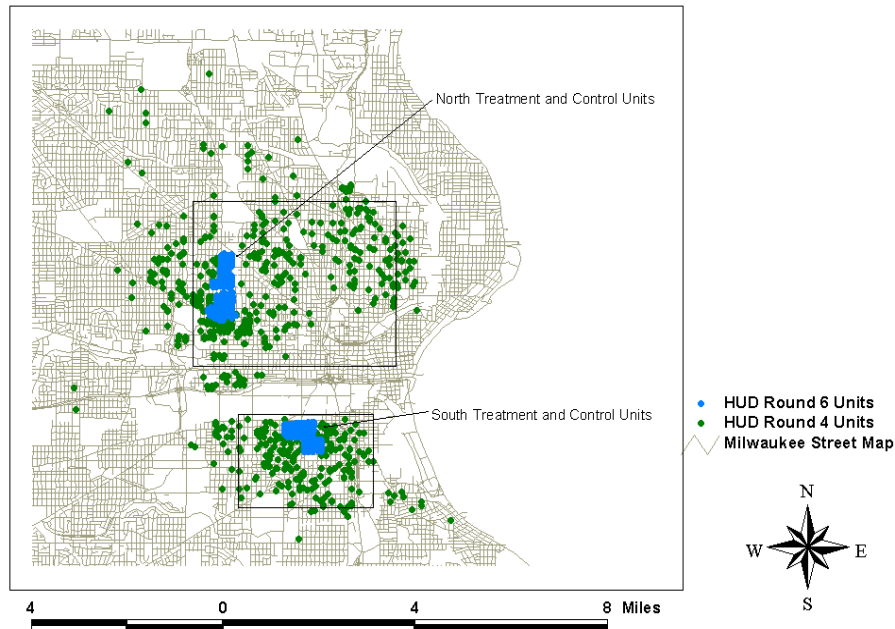 North Treatment and Control Units
South Treatment and Control Units
HUD Round 6 Units
HUD Round 4 Units
Milwaukee Street Map
N
W E
S
4 0 4 8 Miles